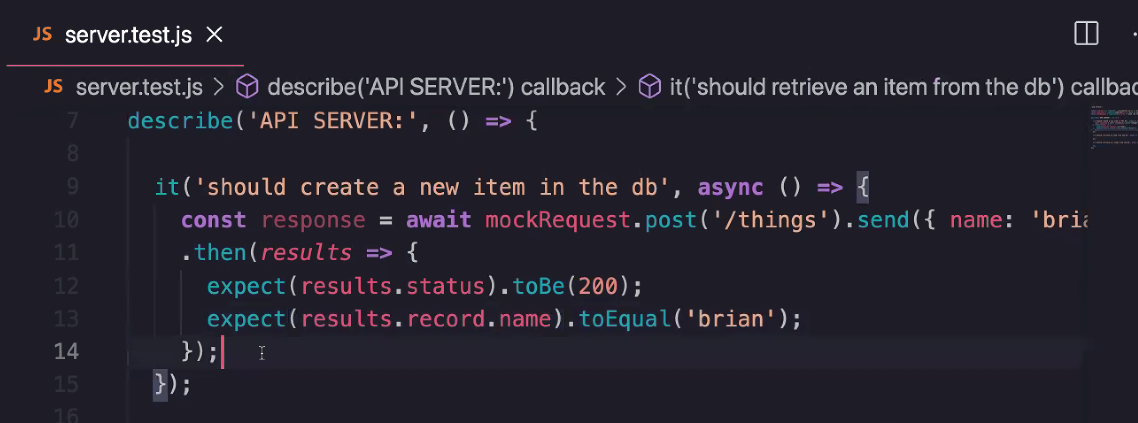 JS server.test.js
JS server.test.js > describe('API SERVER:') callback > it('should retrieve an item from the db')
7 describe('API SERVER:', () => {
8
9 it('should create a new item in the db', async () => {
10 const response = await mockRequest.post('/things').send({ name:
11 .then(results => {
12 expect(results.status).toBe(200);
13 expect(results.record.name).toEqual('brian');
14 });
15 });
16